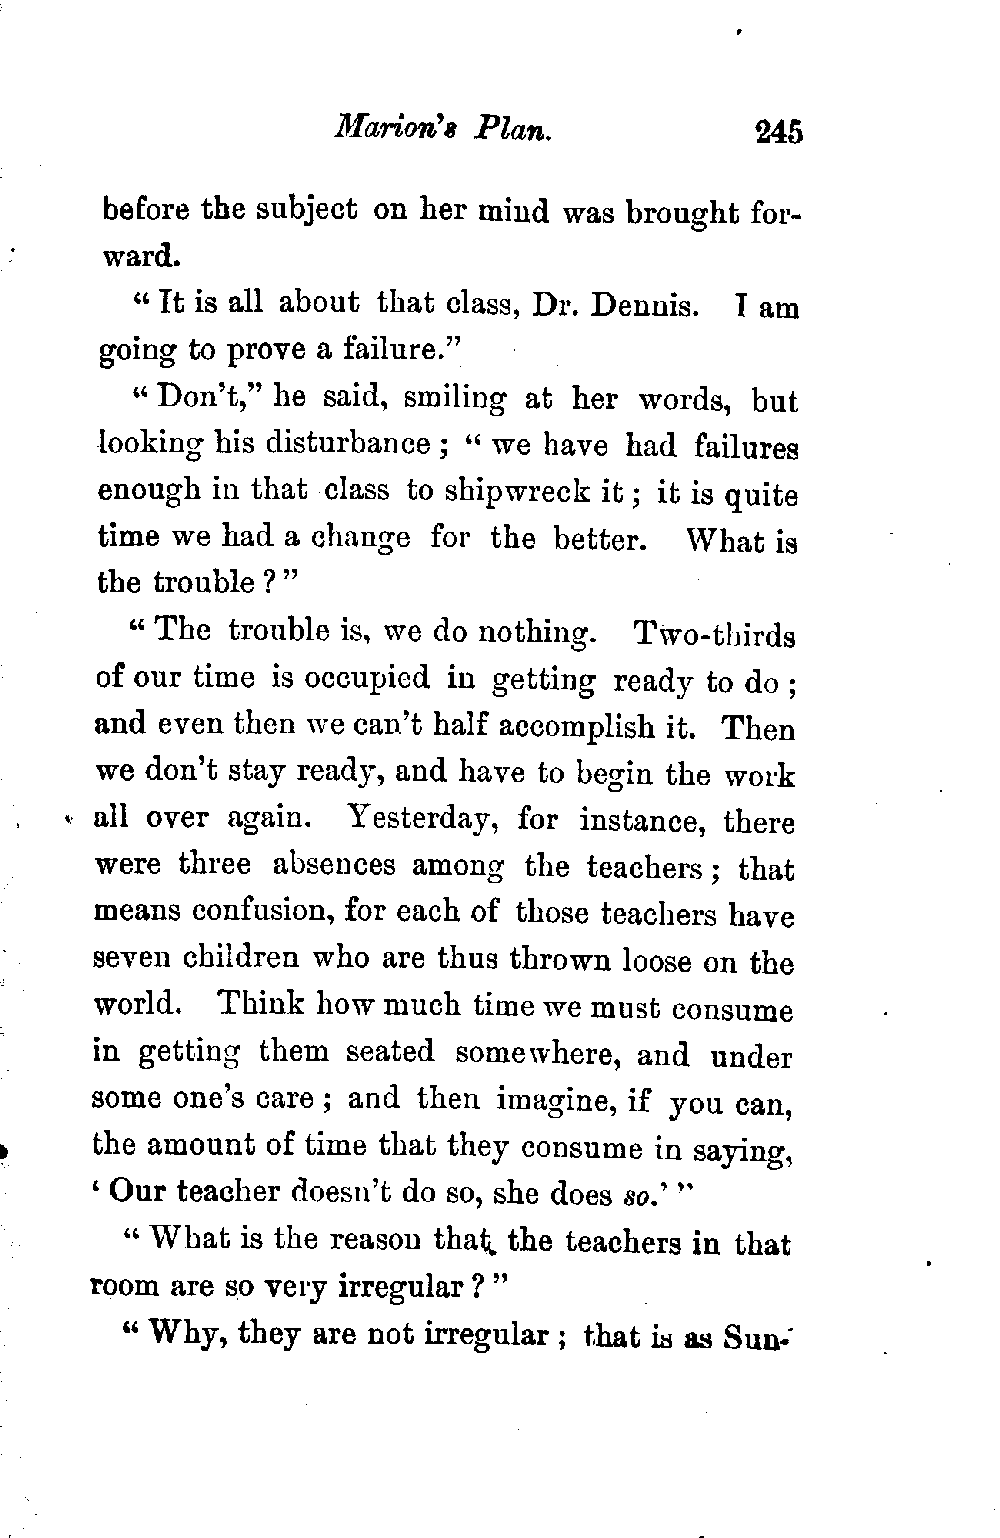 Marion's Plan. 245
before the subject on her mind was brought for-
ward.
“ It is all about that class, Dr. Dennis. I am
going to prove a failure.”
“ Don't,” he said, smiling at her words, but
looking his disturbance ; “ we have had failures
enough in that class to shipwreck it ; it is quite
time we had a change for the better. What is
the trouble ? ”
“ The trouble is, we do nothing. Two-thirds
of our time is occupied in getting ready to do ;
and even then we can't half accomplish it. Then
we don't stay ready, and have to begin the work
all over again. Yesterday, for instance, there
were three absences among the teachers ; that
means confusion, for each of those teachers have
seven children who are thus thrown loose on the
world. Think how much time we must consume
in getting them seated somewhere, and under
some one's care ; and then imagine, if you can,
the amount of time that they consume in saying,
‘ Our teacher doesn't do so, she does so.’ ”
“ What is the reason that the teachers in that
room are so very irregular ? ”
“ Why, they are not irregular ; that is as Sun-